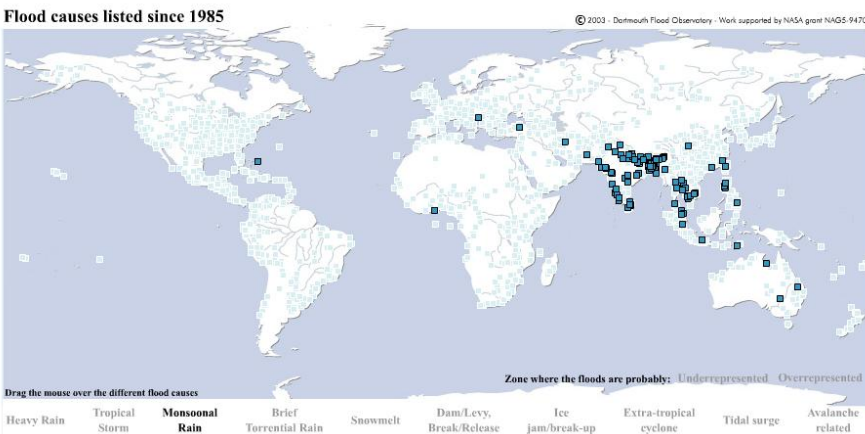 Flood causes listed since 1985
© 2003 - Dartmouth Flood Observatory - Work supported by NASA grant NAG5-9470
Zone where the floods are probably: Underrepresented Overrepresented
Drag the mouse over the different flood causes
Heavy Rain
Tropical
Storm
Monsoonal
Rain
Brief
Torrential Rain
Snowmelt
Dam/Levy,
Break/Release
Ice
jam/break-up
Extra-tropical
cyclone
Tidal surge
Avalanche
related